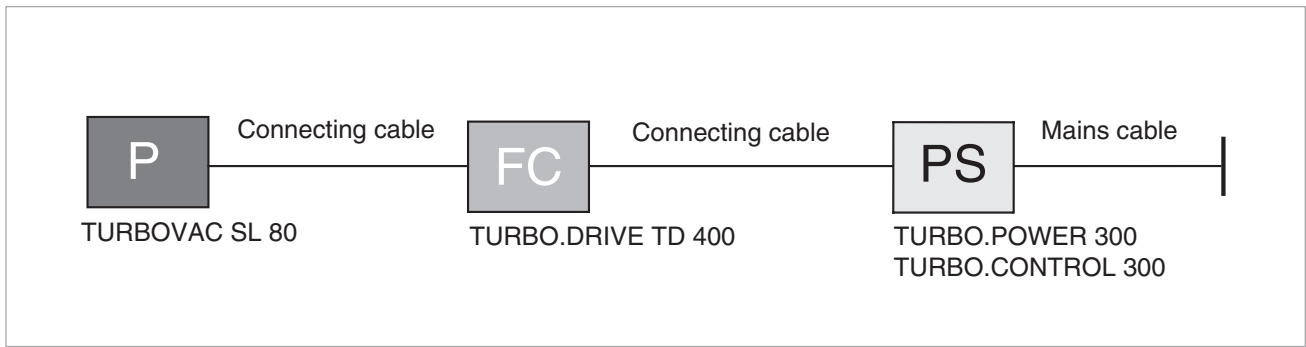 Connecting cable
Connecting cable
Mains cable
P
FC
PS
TURBOVAC SL 80
TURBO.DRIVE TD 400
TURBO.POWER 300
TURBO.CONTROL 300